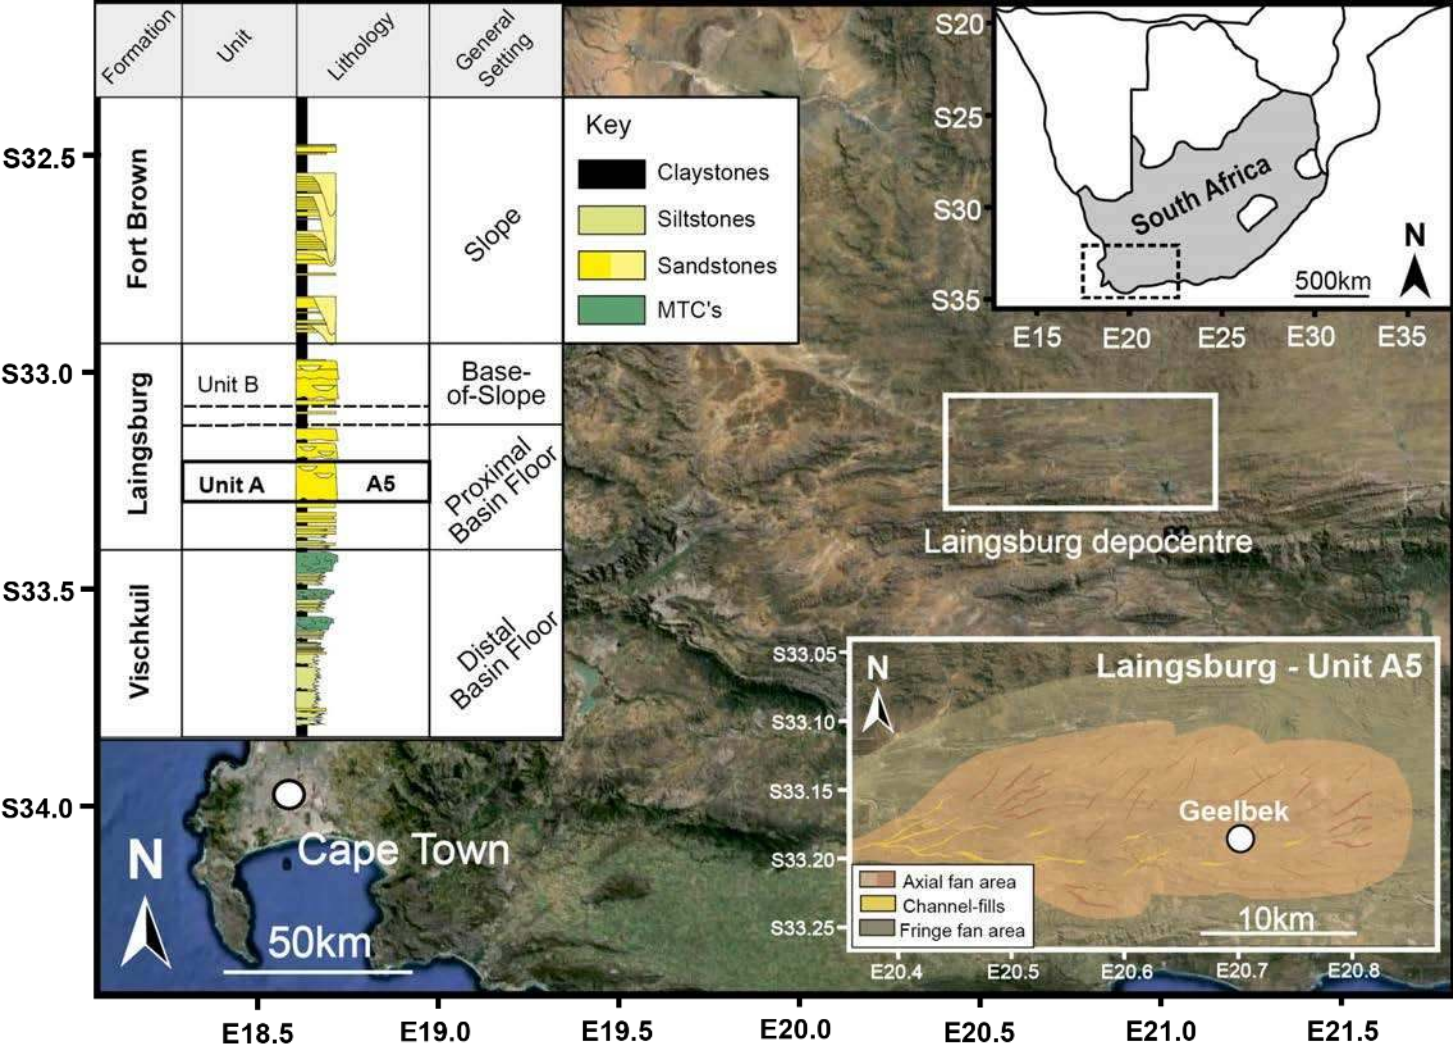 Formation
Unit
Lithology
General
Setting
Fort Brown
Slope
Laingsburg
Unit B
Base-
of-Slope
Unit A
A5
Proximal
Basin Floor
Vischkuil
Distal
Basin Floor
Key
Claystones
Siltstones
Sandstones
MTC's
S20
S25
S30
S35
South Africa
N
500km
E15 E20 E25 E30 E35
Laingsburg depocentre
Laingsburg - Unit A5
N
S33.05
S33.10
S33.15
S33.20
S33.25
Geelbek
Axial fan area
Channel-fills
Fringe fan area
10km
E20.4 E20.5 E20.6 E20.7 E20.8
Cape Town
N
50km
S32.5
S33.0
S33.5
S34.0
E18.5 E19.0 E19.5 E20.0 E20.5 E21.0 E21.5